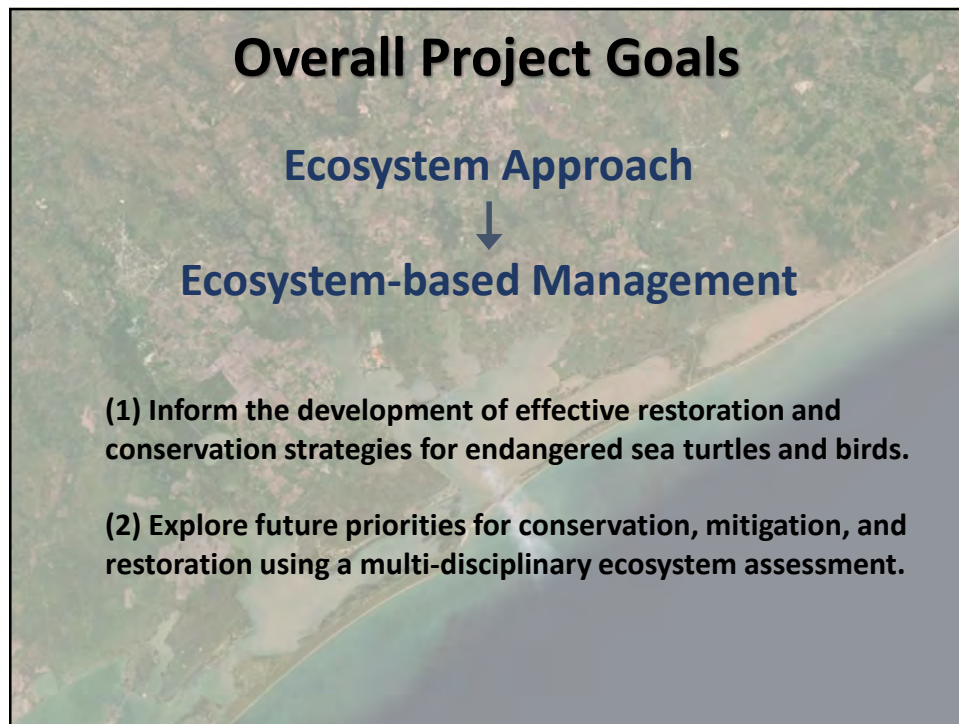 Overall Project Goals
Ecosystem Approach
Ecosystem-based Management
(1) Inform the development of effective restoration and
conservation strategies for endangered sea turtles and birds.
(2) Explore future priorities for conservation, mitigation, and
restoration using a multi-disciplinary ecosystem assessment.